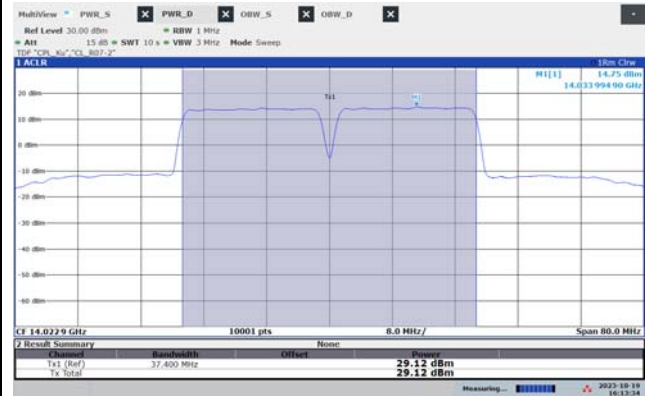 MultiView PWR_S X PWR_D X OBW_S X OBW_D X
Ref Level 30.00 dBm RBW 1 MHz
Att 15 dB SWT 10 s VBW 3 MHz Mode Sweep
TDF "CPL_Ku","CL_R07-2"
1 ACLR 1Rm Clrw
M1[1] 14.75 dBm
14.03399490 GHz
20 dBm
Tx1
M1
10 dBm
0 dBm
-10 dBm
-20 dBm
-30 dBm
-40 dBm
-50 dBm
-60 dBm
CF 14.0229 GHz 10001 pts 8.0 MHz/ Span 80.0 MHz
2 Result Summary None
Channel Bandwidth Offset Power
Tx1 (Ref) 37.400 MHz 29.12 dBm
Tx Total 29.12 dBm
Measuring... 2023-10-19
16:13:34